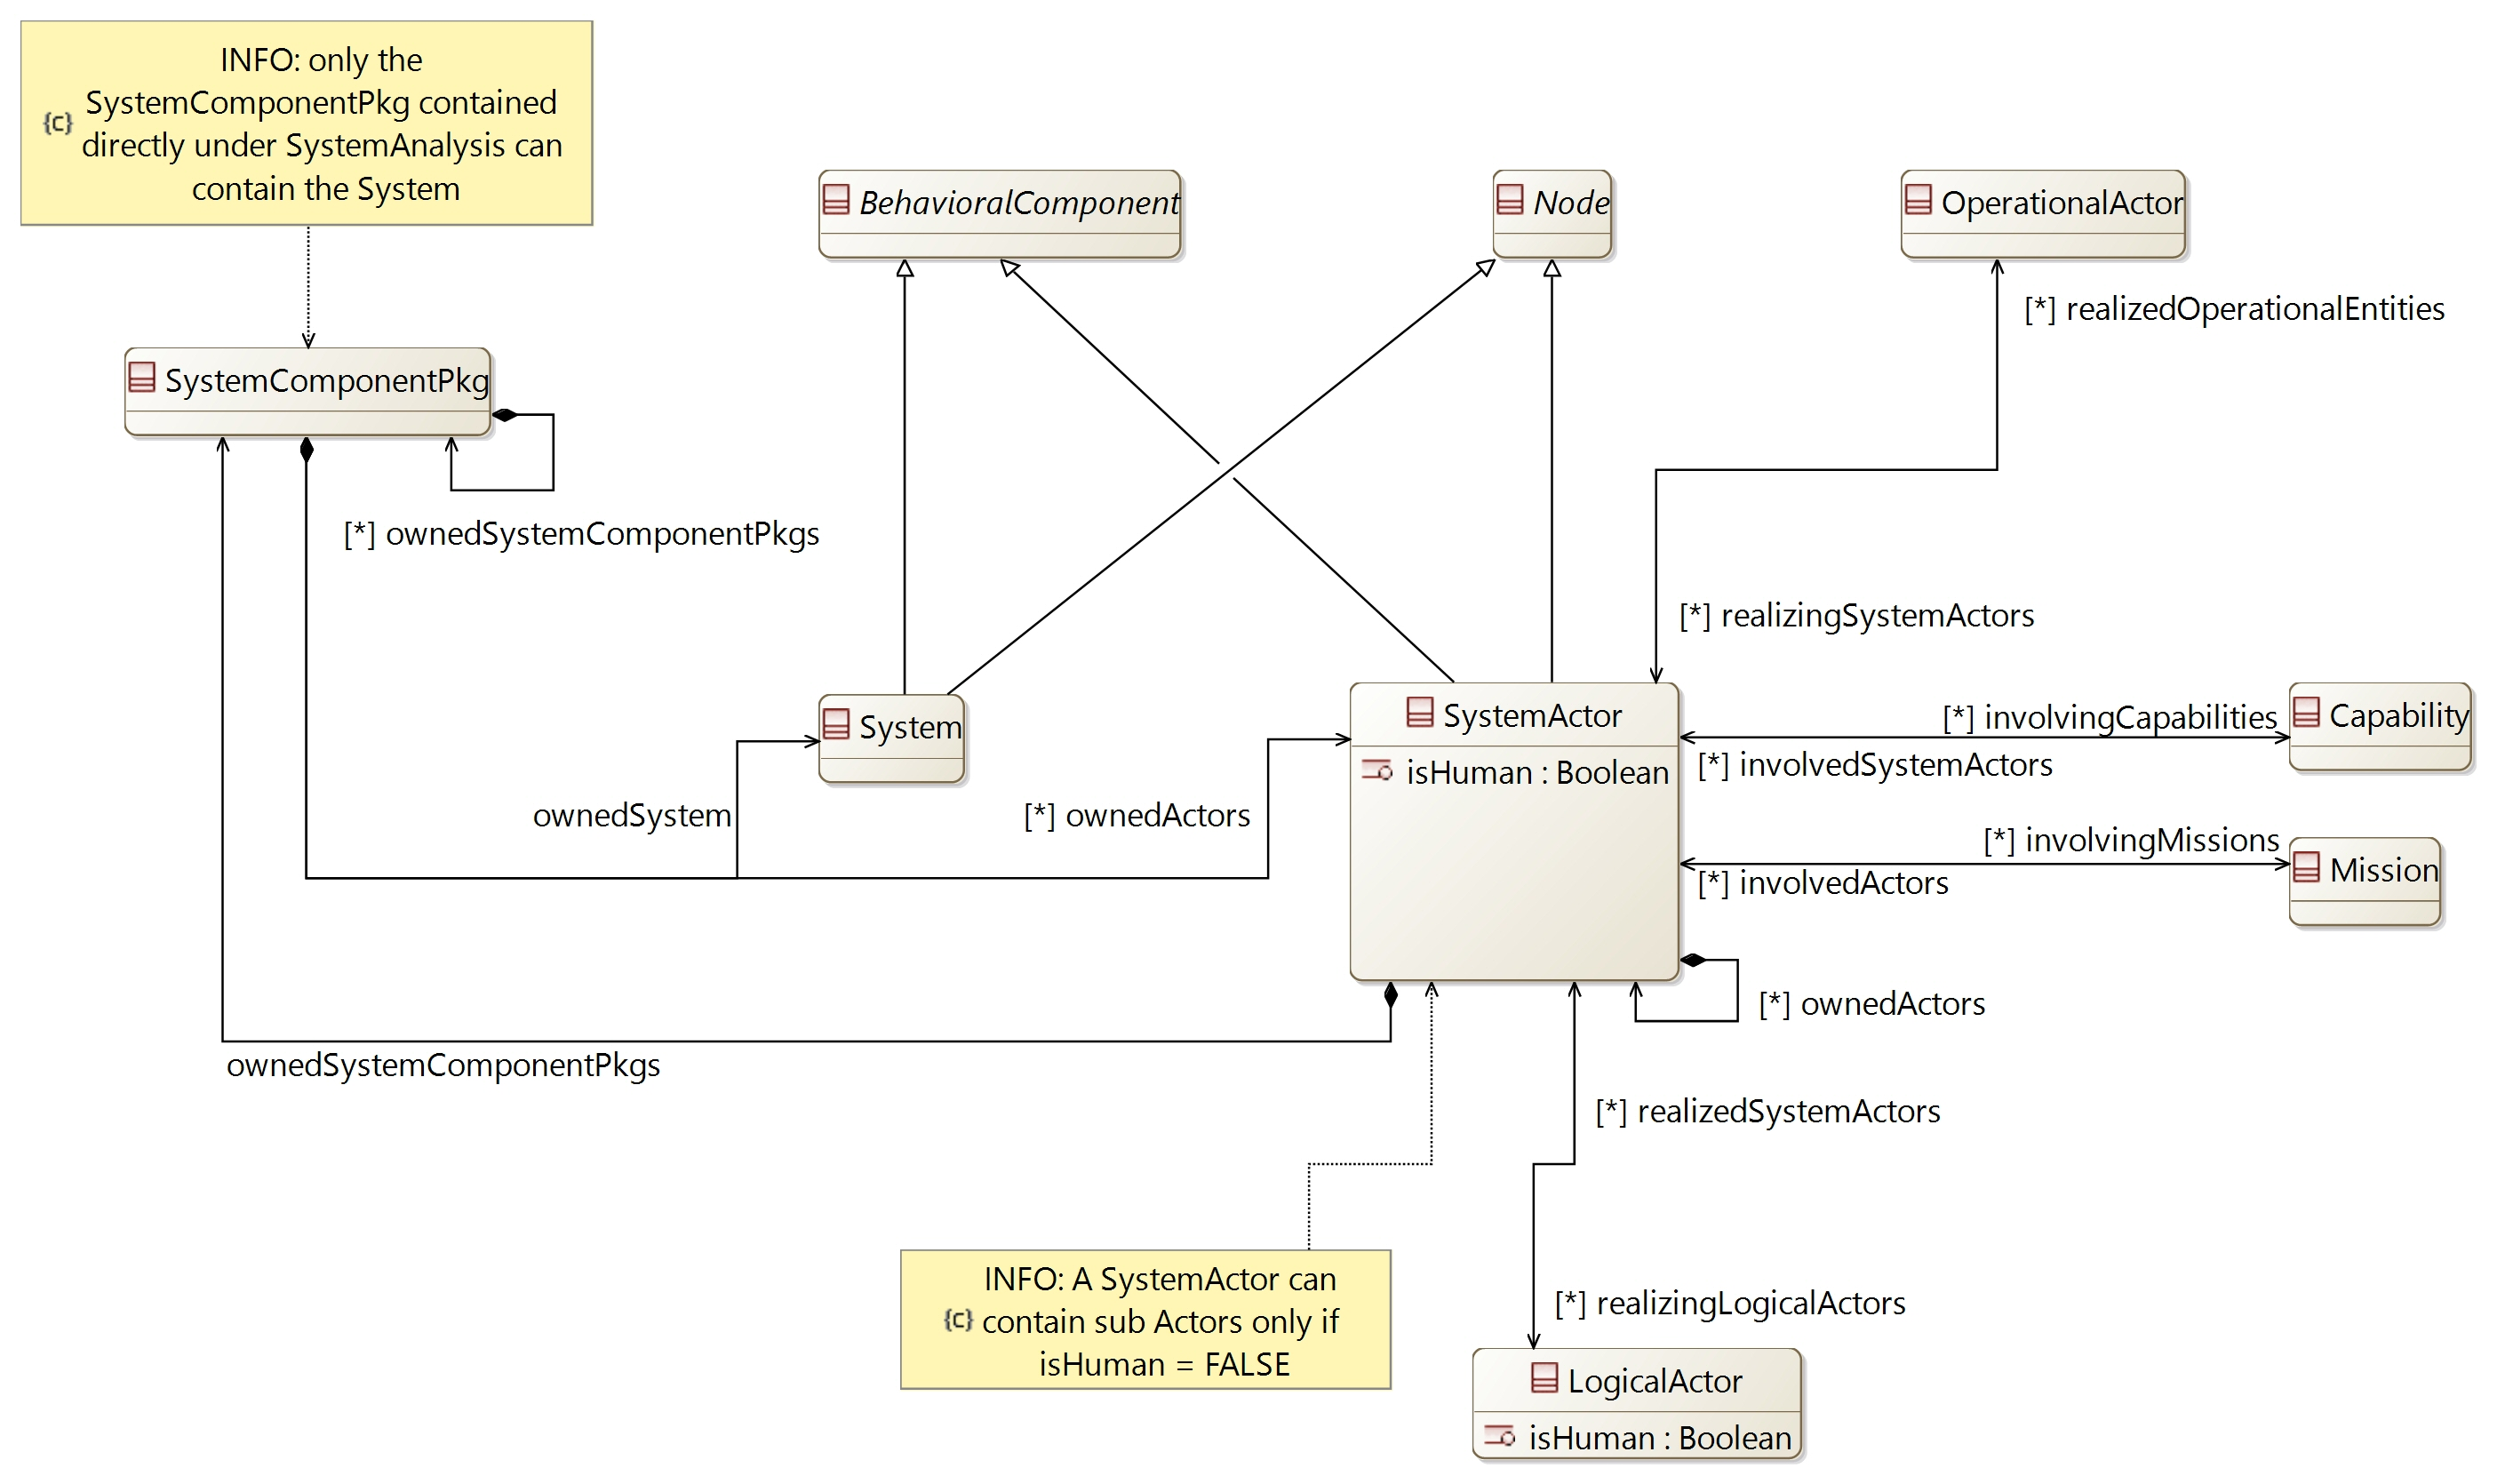 INFO: only the
SystemComponentPkg contained
{c}
directly under SystemAnalysis can
contain the System
BehavioralComponent
Node
OperationalActor
[*] realizedOperationalEntities
SystemComponentPkg
[*] ownedSystemComponentPkgs
[*] realizingSystemActors
System
SystemActor
isHuman : Boolean
[*] involvingCapabilities
Capability
[*] involvedSystemActors
ownedSystem
[*] ownedActors
[*] involvingMissions
Mission
[*] involvedActors
[*] ownedActors
ownedSystemComponentPkgs
[*] realizedSystemActors
INFO: A SystemActor can
{c} contain sub Actors only if
isHuman = FALSE
[*] realizingLogicalActors
LogicalActor
isHuman : Boolean